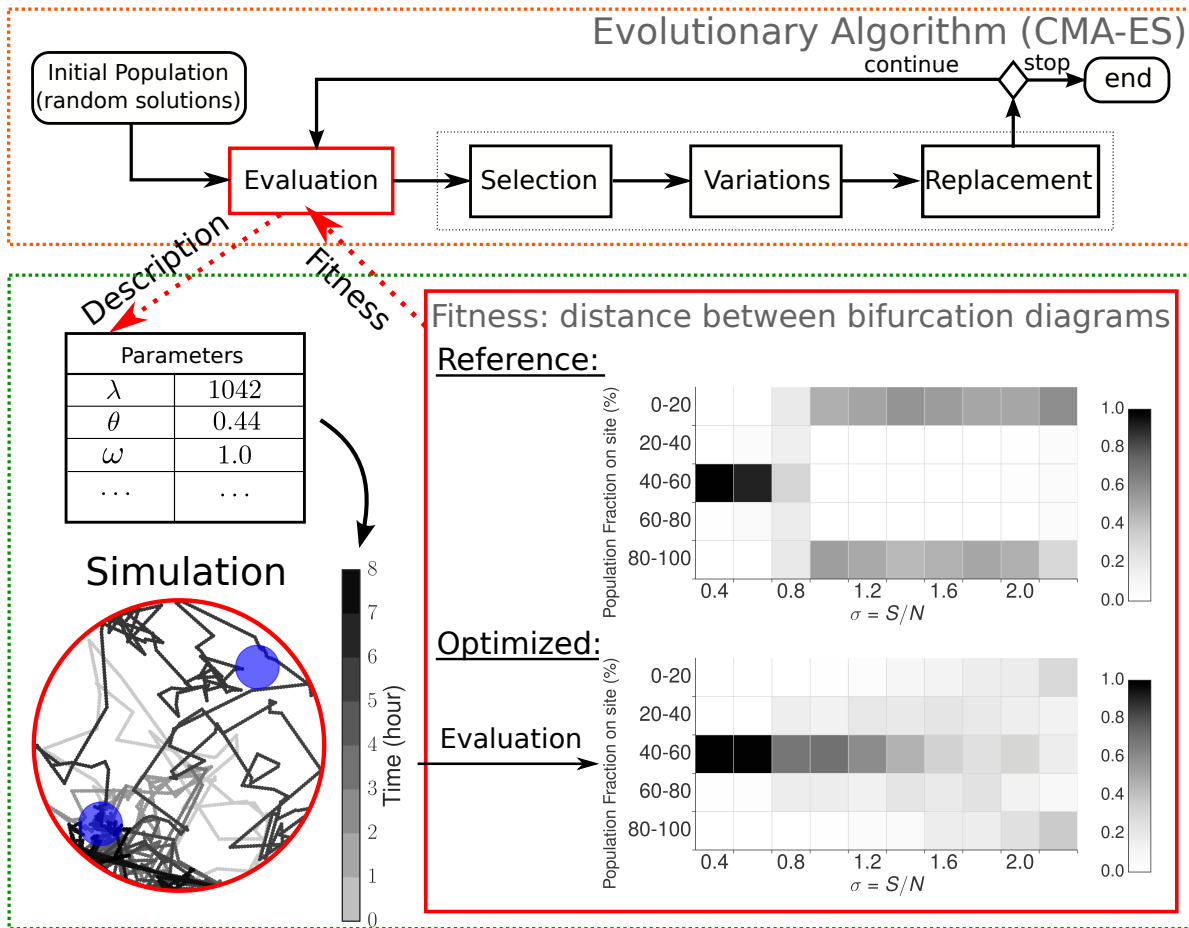 Evolutionary Algorithm (CMA-ES)
Initial Population
(random solutions)
continue
stop
end
Evaluation
Selection
Variations
Replacement
Description
Fitness
Parameters
λ 1042
θ 0.44
ω 1.0
... ...
Simulation
8
7
6
5
4
3
2
1
0
Time (hour)
Evaluation
Fitness: distance between bifurcation diagrams
Reference:
Population Fraction on site (%)
0-20
20-40
40-60
60-80
80-100
0.4 0.8 1.2 1.6 2.0
σ = S/N
1.0
0.8
0.6
0.4
0.2
0.0
Optimized:
Population Fraction on site (%)
0-20
20-40
40-60
60-80
80-100
0.4 0.8 1.2 1.6 2.0
σ = S/N
1.0
0.8
0.6
0.4
0.2
0.0